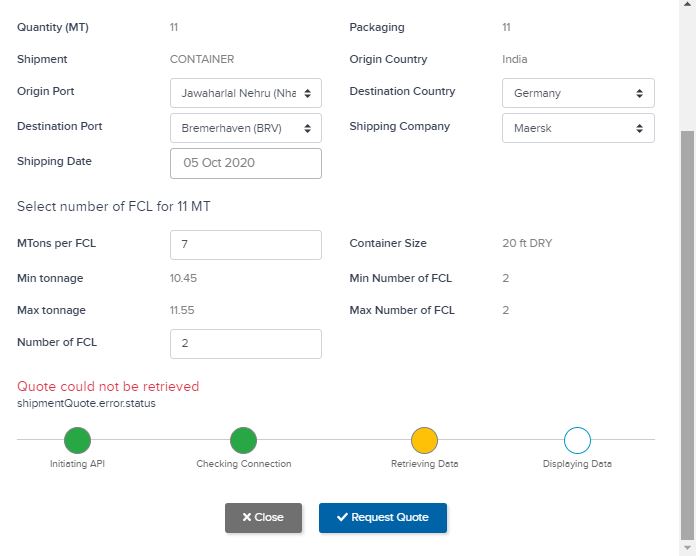 Quantity (MT) 11 Packaging 11
Shipment CONTAINER Origin Country India
Origin Port Jawaharlal Nehru (Nha Destination Country Germany
Destination Port Bremerhaven (BRV) Shipping Company Maersk
Shipping Date 05 Oct 2020
Select number of FCL for 11 MT
MTons per FCL 7 Container Size 20 ft DRY
Min tonnage 10.45 Min Number of FCL 2
Max tonnage 11.55 Max Number of FCL 2
Number of FCL 2
Quote could not be retrieved
shipmentQuote.error.status
Initiating API Checking Connection Retrieving Data Displaying Data
Close Request Quote